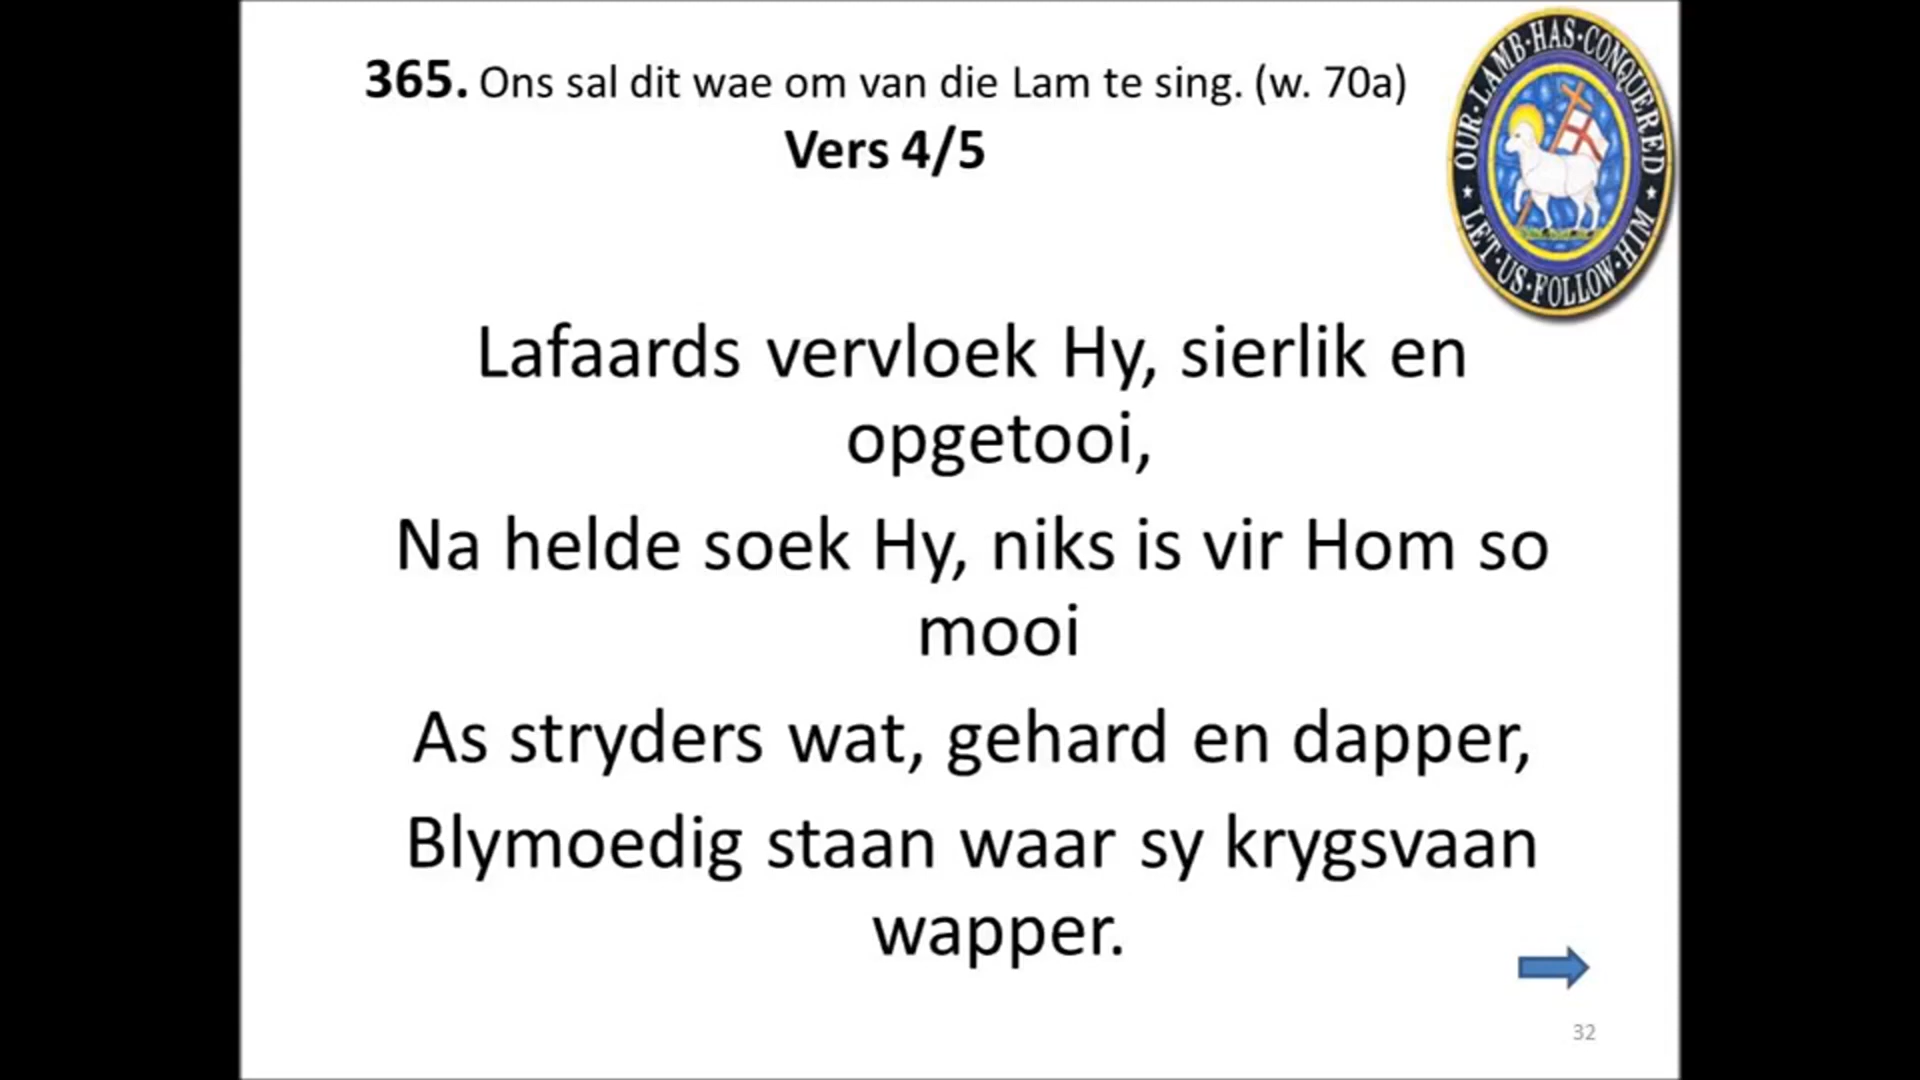 365. Ons sal dit wae om van die Lam te sing. (w. 70a)
Vers 4/5
OUR·LAMB·HAS·CONQUERED
LET·US·FOLLOW·HIM
Lafaards vervloek Hy, sierlik en
opgetooi,
Na helde soek Hy, niks is vir Hom so
mooi
As stryders wat, gehard en dapper,
Blymoedig staan waar sy krygsvaan
wapper.
32